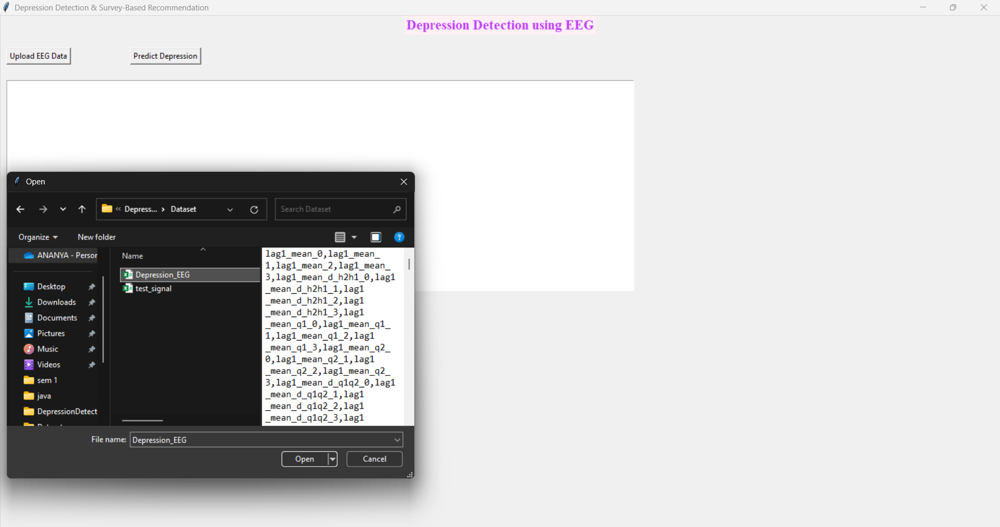 Depression Detection & Survey-Based Recommendation
Depression Detection using EEG
Upload EEG Data
Predict Depression
Open
« Depress... › Dataset
Search Dataset
Organize
New folder
ANANYA - Persor
Name
Desktop
Downloads
Documents
Pictures
Music
Videos
sem 1
java
DepressionDetect
Depression_EEG
test_signal
lag1_mean_0,lag1_mean_
1,lag1_mean_2,lag1_mean_
3,lag1_mean_d_h2h1_0,lag1
_mean_d_h2h1_1,lag1
_mean_d_h2h1_2,lag1
_mean_d_h2h1_3,lag1
_mean_q1_0,lag1_mean_q1_
1,lag1_mean_q1_2,lag1
_mean_q1_3,lag1_mean_q2_
0,lag1_mean_q2_1,lag1
_mean_q2_2,lag1_mean_q2_
3,lag1_mean_d_q1q2_0,lag1
_mean_d_q1q2_1,lag1
_mean_d_q1q2_2,lag1
_mean_d_q1q2_3,lag1
File name: Depression_EEG
Open
Cancel